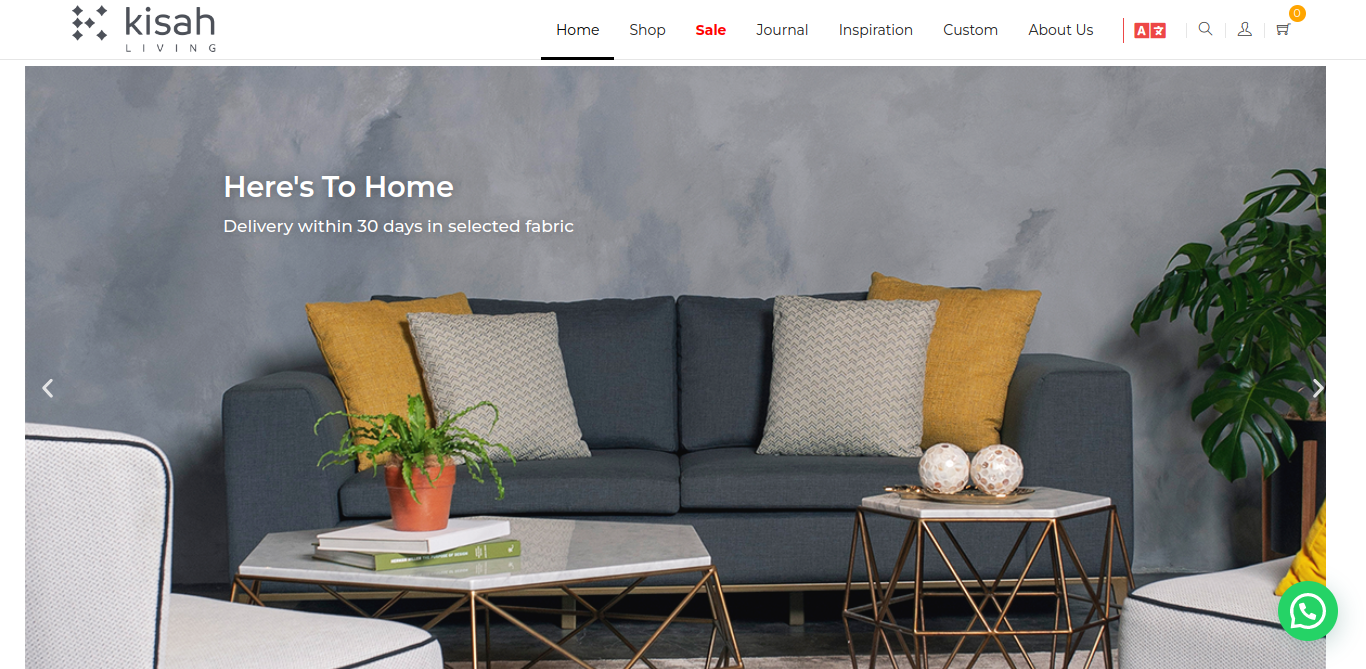 kisah
LIVING
Home
Shop
Sale
Journal
Inspiration
Custom
About Us
A
0
Here's To Home
Delivery within 30 days in selected fabric